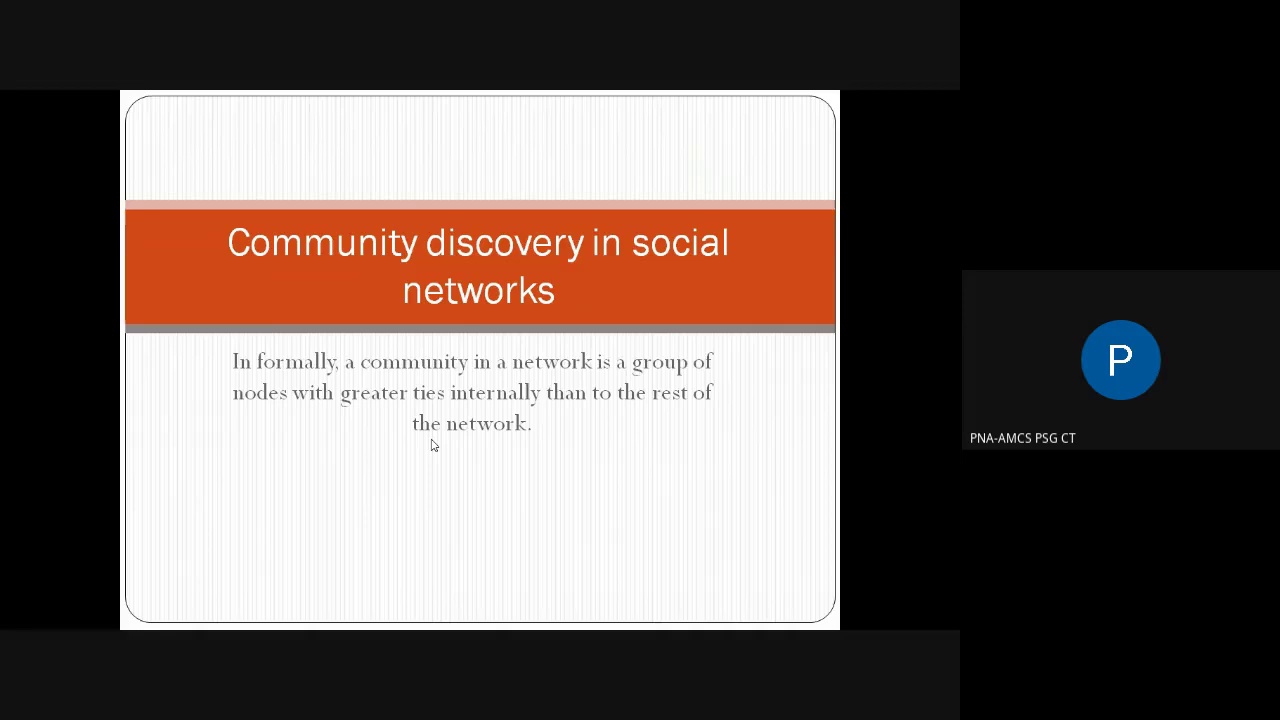 Community discovery in social
networks
In formally, a community in a network is a group of
nodes with greater ties internally than to the rest of
the network.
P
PNA-AMCS PSG CT